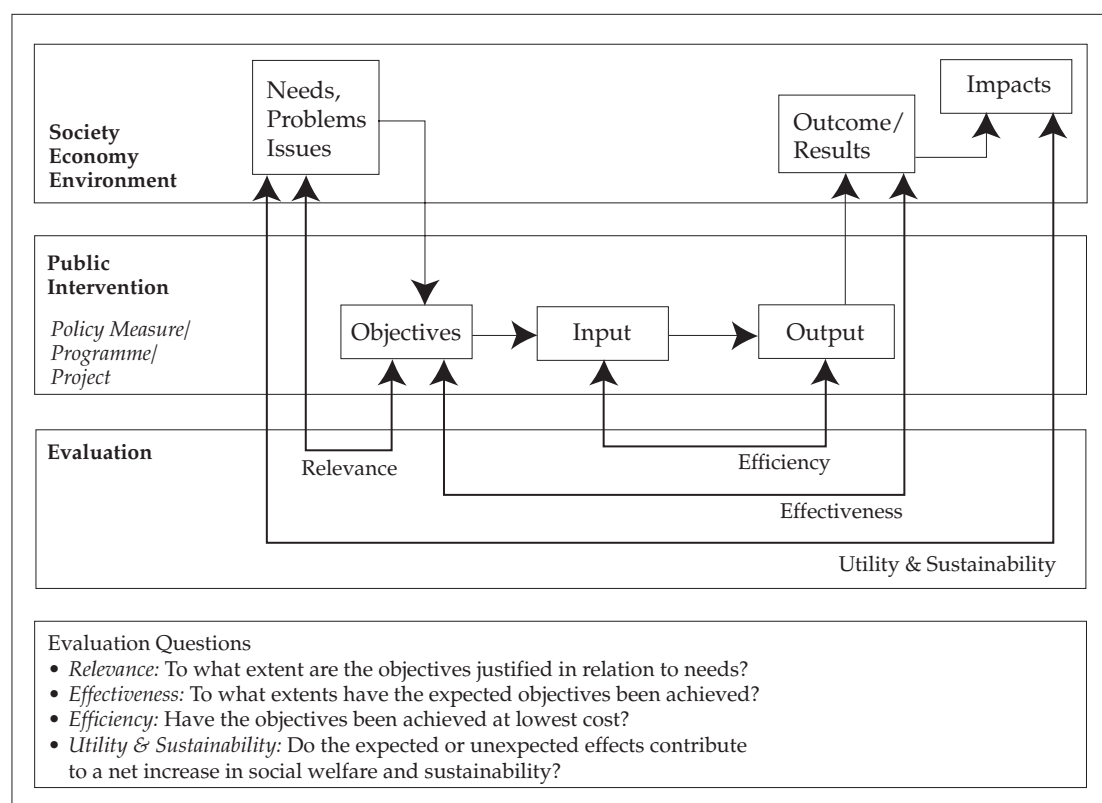 Society
Economy
Environment
Needs,
Problems
Issues
Outcome/
Results
Impacts
Public
Intervention
Policy Measure/
Programme/
Project
Objectives
Input
Output
Evaluation
Relevance
Efficiency
Effectiveness
Utility & Sustainability
Evaluation Questions
• Relevance: To what extent are the objectives justified in relation to needs?
• Effectiveness: To what extents have the expected objectives been achieved?
• Efficiency: Have the objectives been achieved at lowest cost?
• Utility & Sustainability: Do the expected or unexpected effects contribute
to a net increase in social welfare and sustainability?